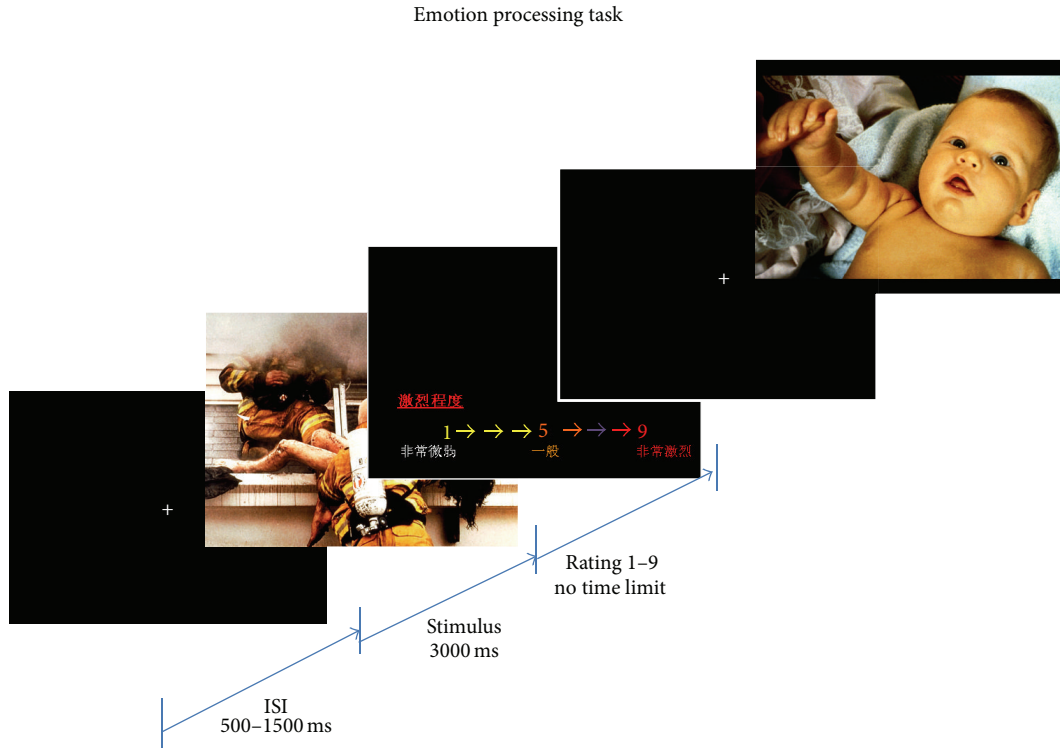 Emotion processing task
+
+
激烈程度
1→ → → 5 → → → 9
非常微弱 一般 非常激烈
Rating 1–9
no time limit
Stimulus
3000 ms
ISI
500–1500 ms